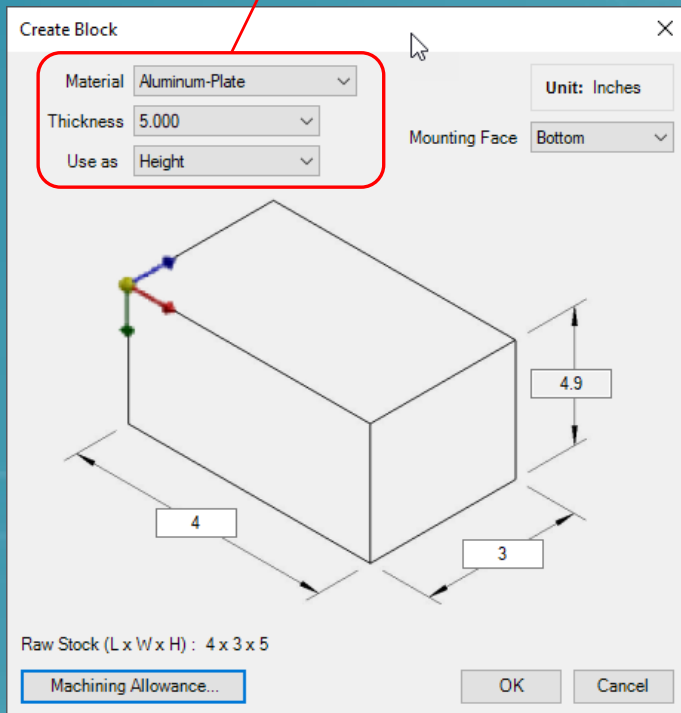 Create Block
Material Aluminum-Plate
Unit: Inches
Thickness 5.000
Mounting Face Bottom
Use as Height
4.9
4
3
Raw Stock (L x W x H) : 4 x 3 x 5
Machining Allowance...
OK
Cancel